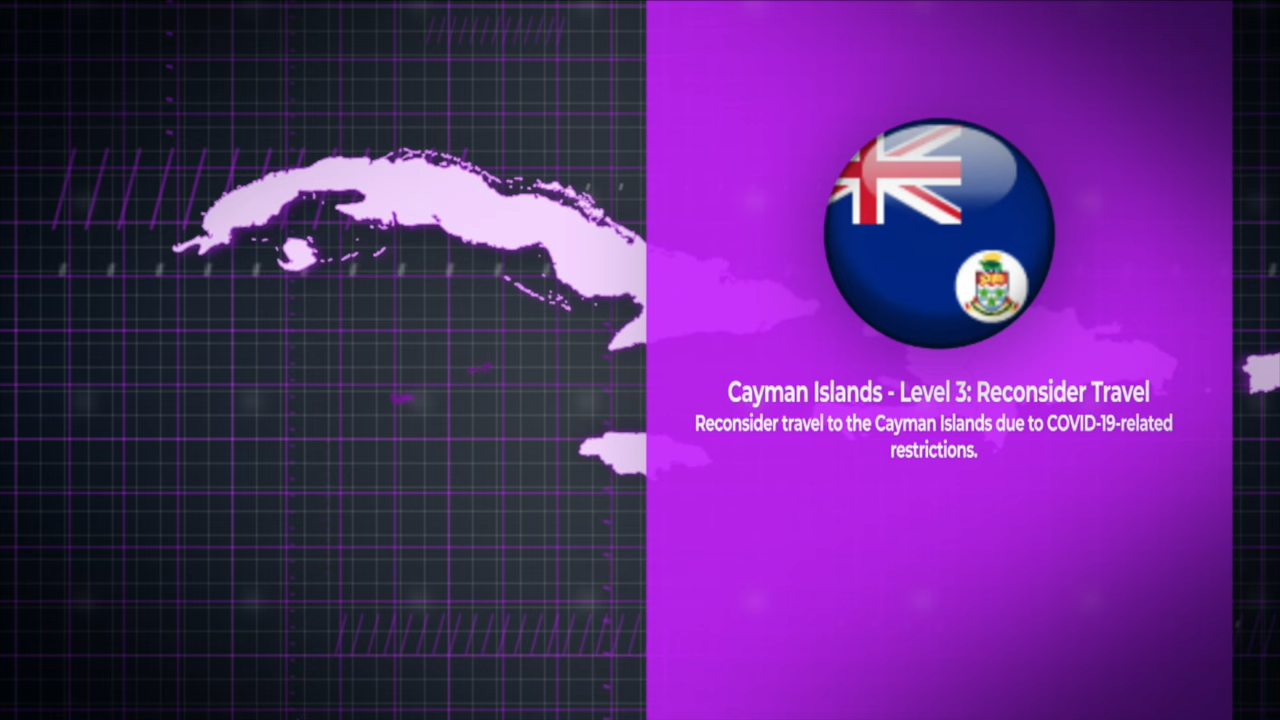 Cayman Islands - Level 3: Reconsider Travel
Reconsider travel to the Cayman Islands due to COVID-19-related
restrictions.